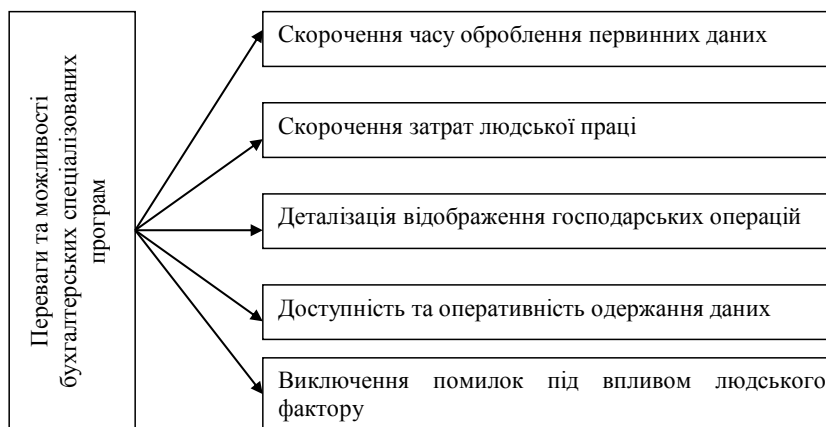 Переваги та можливості
бухгалтерських спеціалізованих
програм
Скорочення часу оброблення первинних даних
Скорочення затрат людської праці
Деталізація відображення господарських операцій
Доступність та оперативність одержання даних
Виключення помилок під впливом людського
фактору